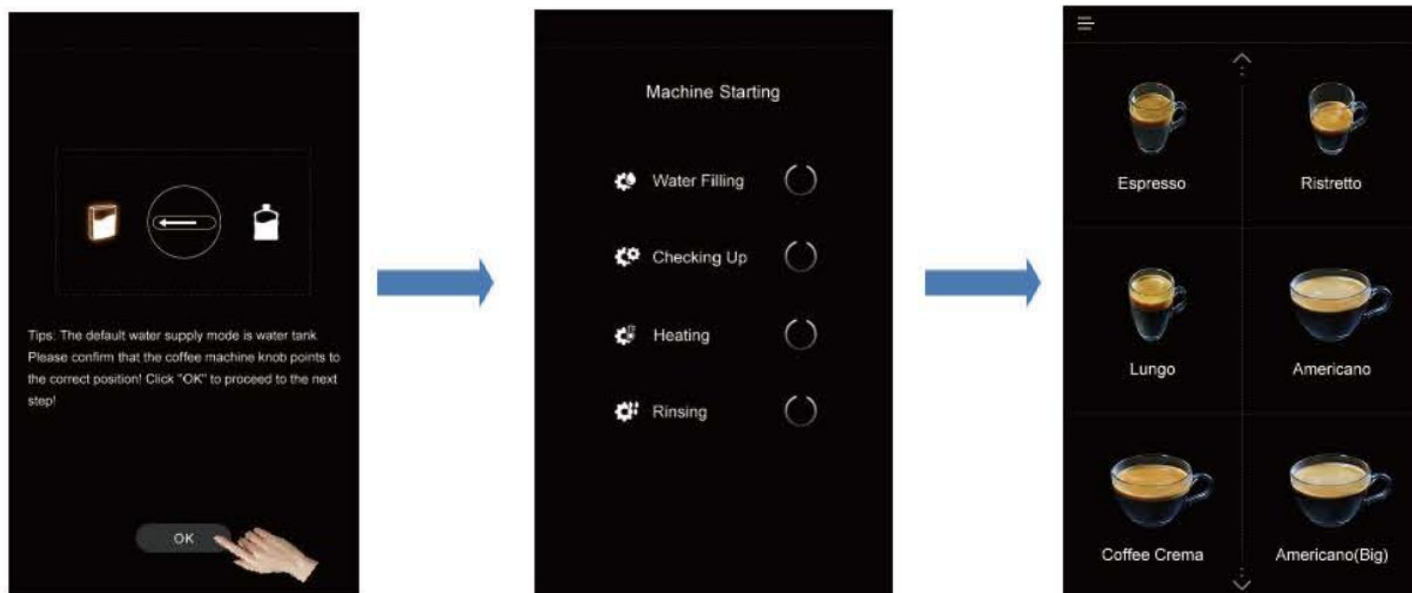 Tips: The default water supply mode is water tank.
Please confirm that the coffee machine knob points to
the correct position! Click "OK" to proceed to the next
step!
OK
Machine Starting
Water Filling
Checking Up
Heating
Rinsing
Espresso
Ristretto
Lungo
Americano
Coffee Crema
Americano(Big)